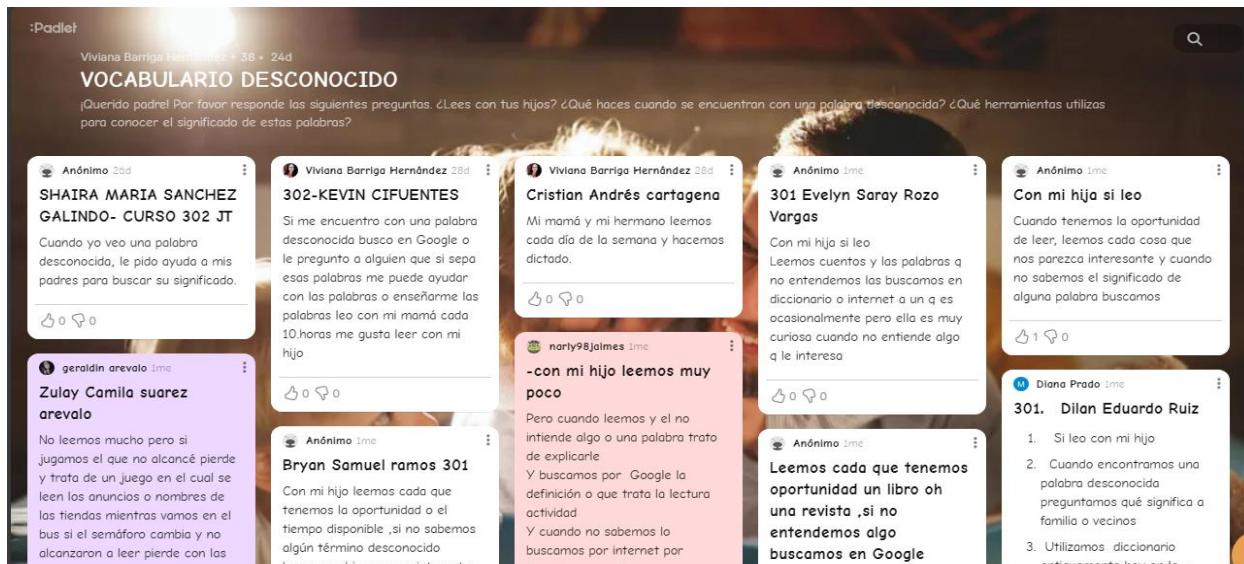 :Padlet
Viviana Barriga Hernández • 38 • 24d
VOCABULARIO DESCONOCIDO
¡Querido padre! Por favor responde las siguientes preguntas. ¿Lees con tus hijos? ¿Qué haces cuando se encuentran con una palabra desconocida? ¿Qué herramientas utilizas
para conocer el significado de estas palabras?
Anónimo 26d
SHAIRA MARIA SANCHEZ
GALINDO- CURSO 302 JT
Cuando yo veo una palabra
desconocida, le pido ayuda a mis
padres para buscar su significado.
0 0
geraldin arevalo 1me
Zulay Camila suarez
arevalo
No leemos mucho pero si
jugamos el que no alcancé pierde
y trata de un juego en el cual se
leen los anuncios o nombres de
las tiendas mientras vamos en el
bus si el semáforo cambia y no
alcanzaron a leer pierde con las
Viviana Barriga Hernández 28d
302-KEVIN CIFUENTES
Si me encuentro con una palabra
desconocida busco en Google o
le pregunto a alguien que si sepa
esas palabras me puede ayudar
con las palabras o enseñarme las
palabras leo con mi mamá cada
10.horas me gusta leer con mi
hijo
0 0
Anónimo 1me
Bryan Samuel ramos 301
Con mi hijo leemos cada que
tenemos la oportunidad o el
tiempo disponible ,si no sabemos
algún término desconocido
Viviana Barriga Hernández 28d
Cristian Andrés cartagena
Mi mamá y mi hermano leemos
cada día de la semana y hacemos
dictado.
0 0
narly98jaimes 1me
-con mi hijo leemos muy
poco
Pero cuando leemos y el no
intiende algo o una palabra trato
de explicarle
Y buscamos por Google la
definición o que trata la lectura
actividad
Y cuando no sabemos lo
buscamos por internet por
Anónimo 1me
301 Evelyn Saray Rozo
Vargas
Con mi hija si leo
Leemos cuentos y las palabras q
no entendemos las buscamos en
diccionario o internet a un q es
ocasionalmente pero ella es muy
curiosa cuando no entiende algo
q le interesa
0 0
Anónimo 1me
Leemos cada que tenemos
oportunidad un libro oh
una revista ,si no
entendemos algo
buscamos en Google
Anónimo 1me
Con mi hija si leo
Cuando tenemos la oportunidad
de leer, leemos cada cosa que
nos parezca interesante y cuando
no sabemos el significado de
alguna palabra buscamos
1 0
M Diana Prado 1me
301. Dilan Eduardo Ruiz
1. Si leo con mi hijo
2. Cuando encontramos una
palabra desconocida
preguntamos qué significa a
familia o vecinos
3. Utilizamos diccionario